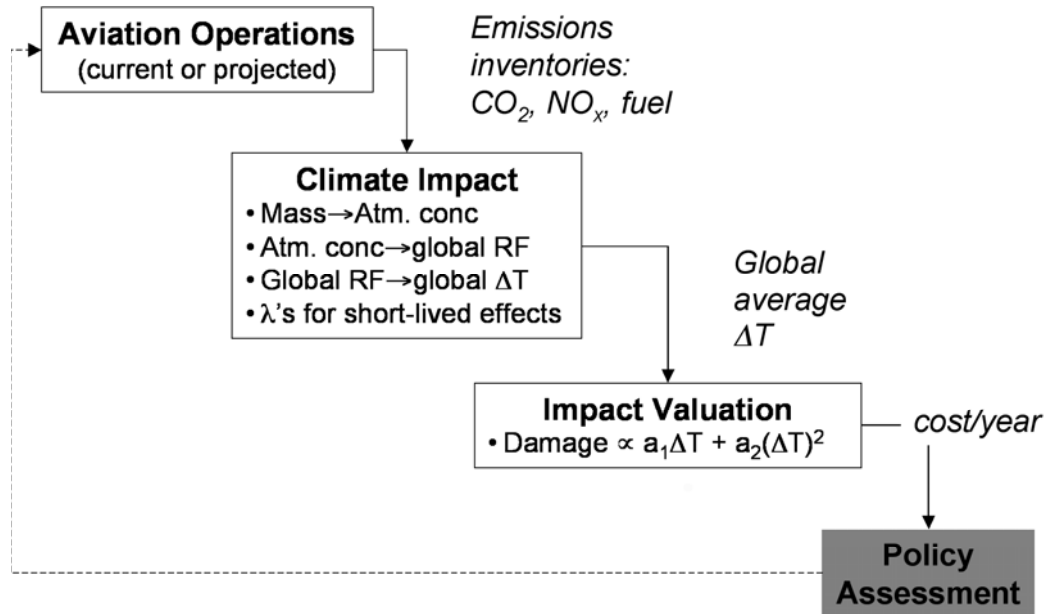 Aviation Operations
(current or projected)
Emissions
inventories:
CO₂, NOₓ, fuel
Climate Impact
• Mass→Atm. conc
• Atm. conc→global RF
• Global RF→global ΔT
• λ's for short-lived effects
Global
average
ΔT
Impact Valuation
• Damage ∝ a₁ΔT + a₂(ΔT)²
cost/year
Policy
Assessment